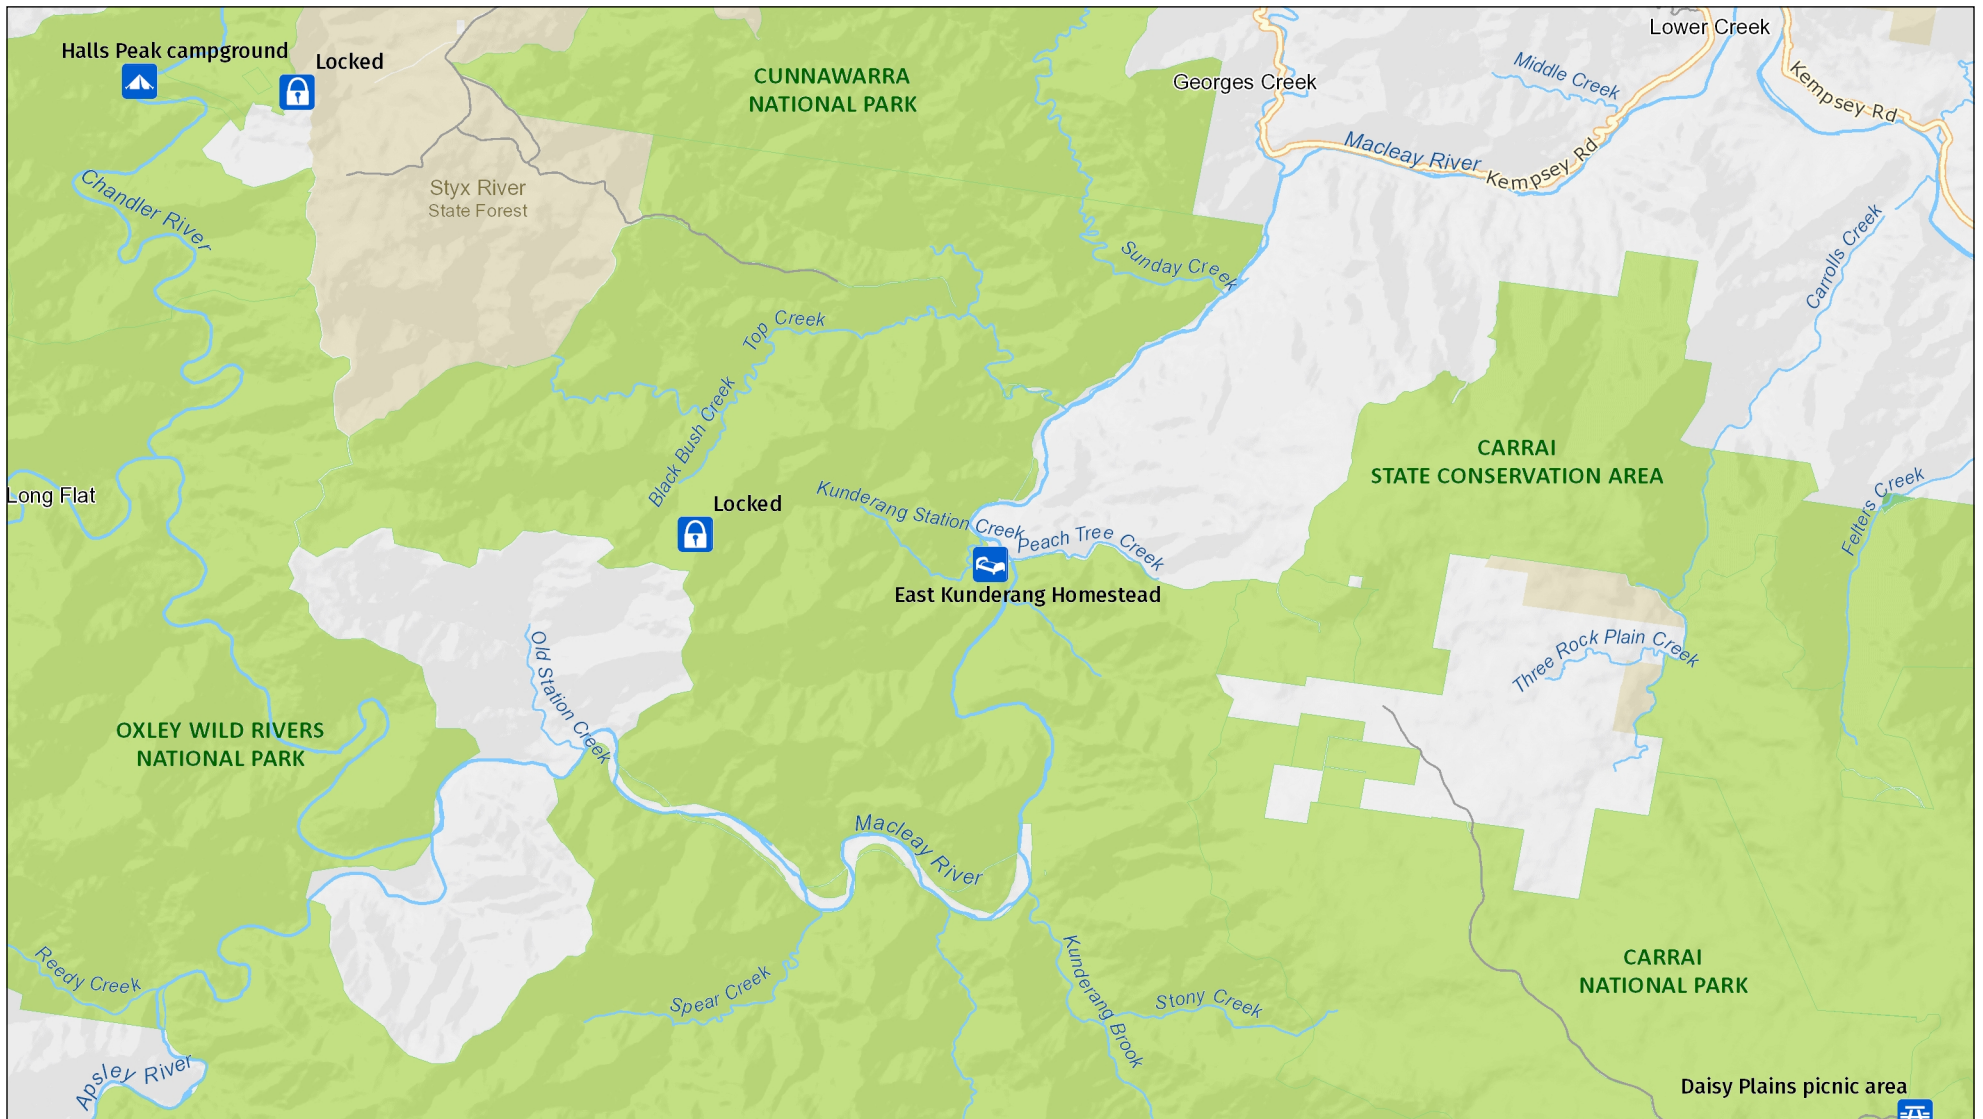 Lower Creek
Halls Peak campground
Locked
CUNNAWARRA
NATIONAL PARK
Georges Creek
Middle Creek
Kempsey Rd
Macleay River
Kempsey Rd
Styx River
State Forest
Chandler River
Sunday Creek
Carrolls Creek
Top Creek
Black Bush Creek
CARRAI
STATE CONSERVATION AREA
Long Flat
Locked
Kunderang Station Creek
Peach Tree Creek
Felters Creek
East Kunderang Homestead
Old Station Creek
Three Rock Plain Creek
OXLEY WILD RIVERS
NATIONAL PARK
Macleay River
Reedy Creek
Spear Creek
Kunderang Brook
Stony Creek
CARRAI
NATIONAL PARK
Apsley River
Daisy Plains picnic area